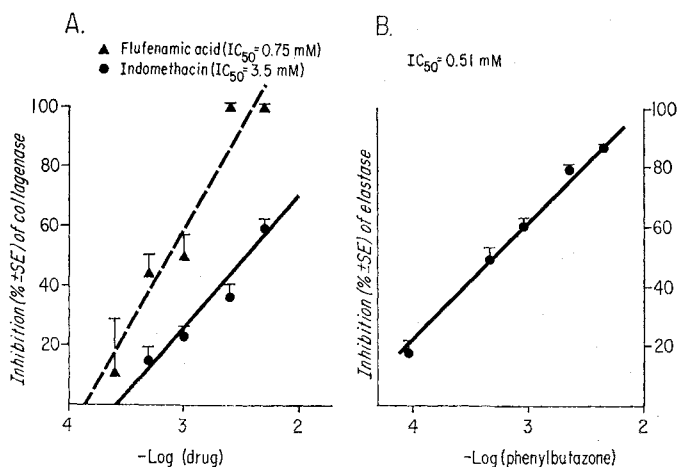 A.
▲ Flufenamic acid (IC50= 0.75 mM)
● Indomethacin (IC50= 3.5 mM)
Inhibition (% ±SE) of collagenase
100
80
60
40
20
4 3 2
-Log (drug)
B.
IC50= 0.51 mM
Inhibition (% ±SE) of elastase
100
80
60
40
20
4 3 2
-Log (phenylbutazone)